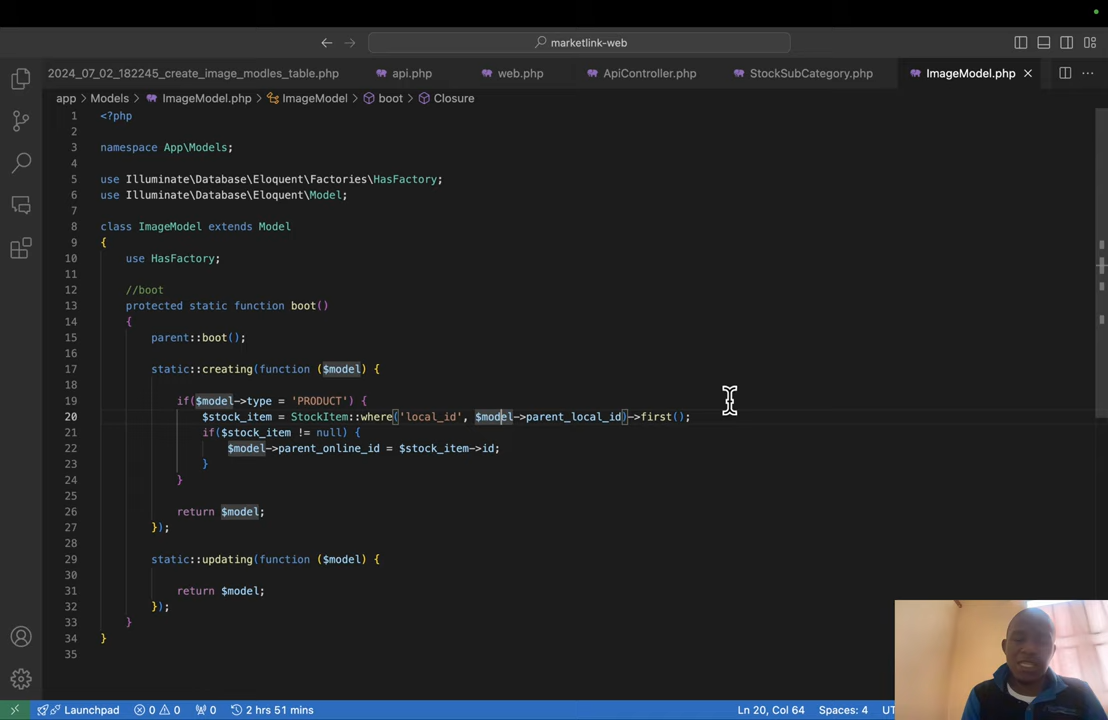 marketlink-web
2024_07_02_182245_create_image_modles_table.php api.php web.php ApiController.php StockSubCategory.php ImageModel.php
app > Models > ImageModel.php > ImageModel > boot > Closure
1 <?php
2
3 namespace App\Models;
4
5 use Illuminate\Database\Eloquent\Factories\HasFactory;
6 use Illuminate\Database\Eloquent\Model;
7
8 class ImageModel extends Model
9 {
10 use HasFactory;
11
12 //boot
13 protected static function boot()
14 {
15 parent::boot();
16
17 static::creating(function ($model) {
18
19 if($model->type = 'PRODUCT') {
20 $stock_item = StockItem::where('local_id', $model->parent_local_id)->first();
21 if($stock_item != null) {
22 $model->parent_online_id = $stock_item->id;
23 }
24 }
25
26 return $model;
27 });
28
29 static::updating(function ($model) {
30
31 return $model;
32 });
33 }
34 }
35
Launchpad 0 0 0 2 hrs 51 mins Ln 20, Col 64 Spaces: 4